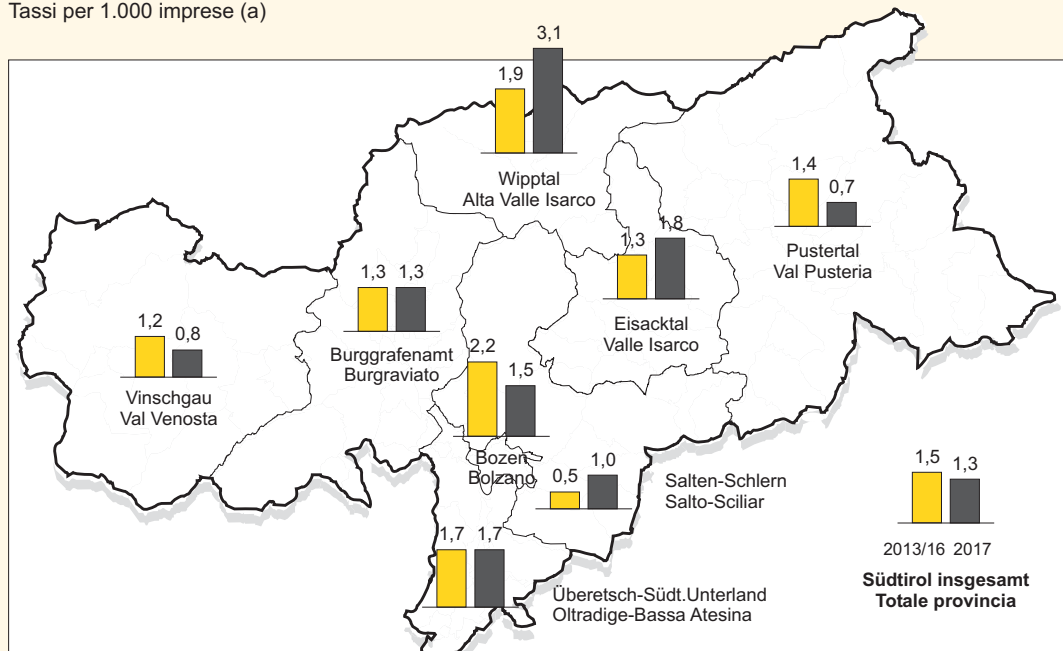 Tassi per 1.000 imprese (a)
1,9 3,1
Wipptal
Alta Valle Isarco
1,4 0,7
Pustertal
Val Pusteria
1,3 1,8
Eisacktal
Valle Isarco
1,3 1,3
Burggrafenamt
Burgraviato
1,2 0,8
Vinschgau
Val Venosta
2,2 1,5
Bozen
Bolzano
0,5 1,0
Salten-Schlern
Salto-Sciliar
1,7 1,7
Überetsch-Südt.Unterland
Oltradige-Bassa Atesina
1,5 1,3
2013/16 2017
Südtirol insgesamt
Totale provincia